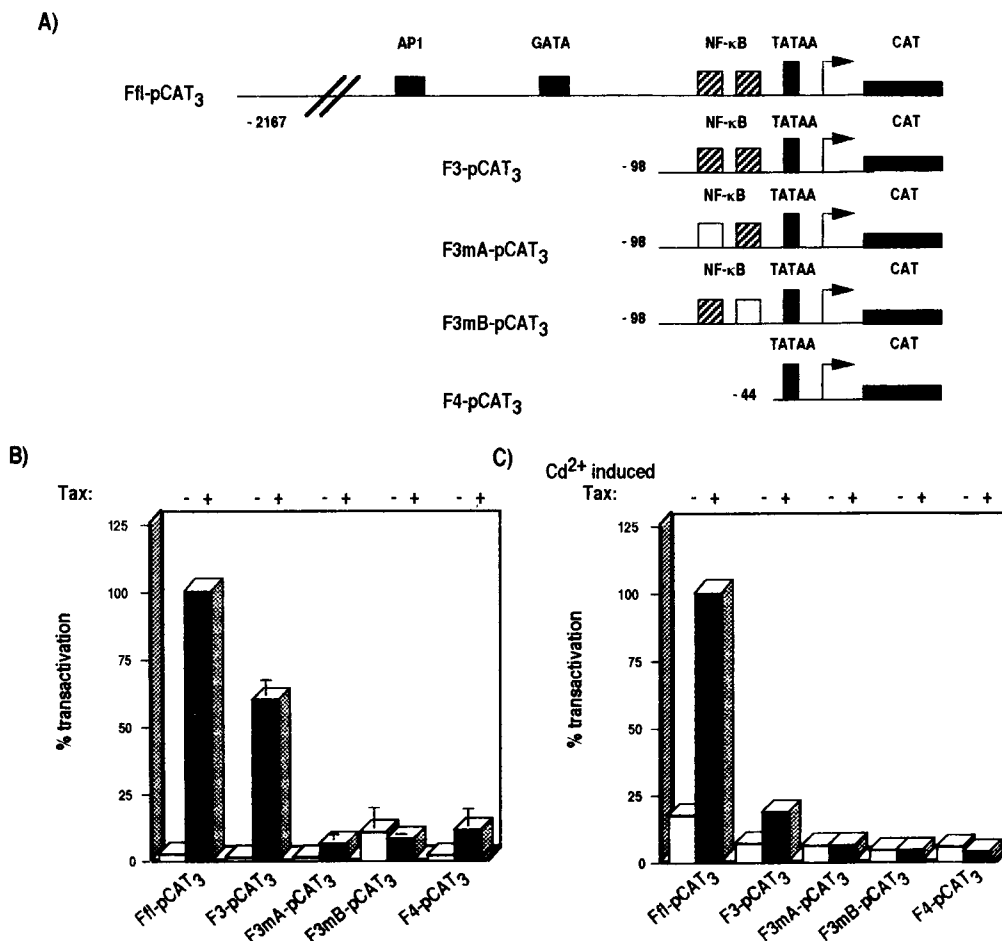 A)
AP1 GATA NF-κB TATAA CAT
Ffl-pCAT3
- 2167
NF-κB TATAA CAT
F3-pCAT3 - 98
NF-κB TATAA CAT
F3mA-pCAT3 - 98
NF-κB TATAA CAT
F3mB-pCAT3 - 98
TATAA CAT
F4-pCAT3 - 44
B)
Tax: - + - + - + - + - +
% transactivation
125
100
75
50
25
0
Ffl-pCAT3
F3-pCAT3
F3mA-pCAT3
F3mB-pCAT3
F4-pCAT3
C) Cd2+ induced
Tax: - + - + - + - + - +
% transactivation
125
100
75
50
25
0
Ffl-pCAT3
F3-pCAT3
F3mA-pCAT3
F3mB-pCAT3
F4-pCAT3